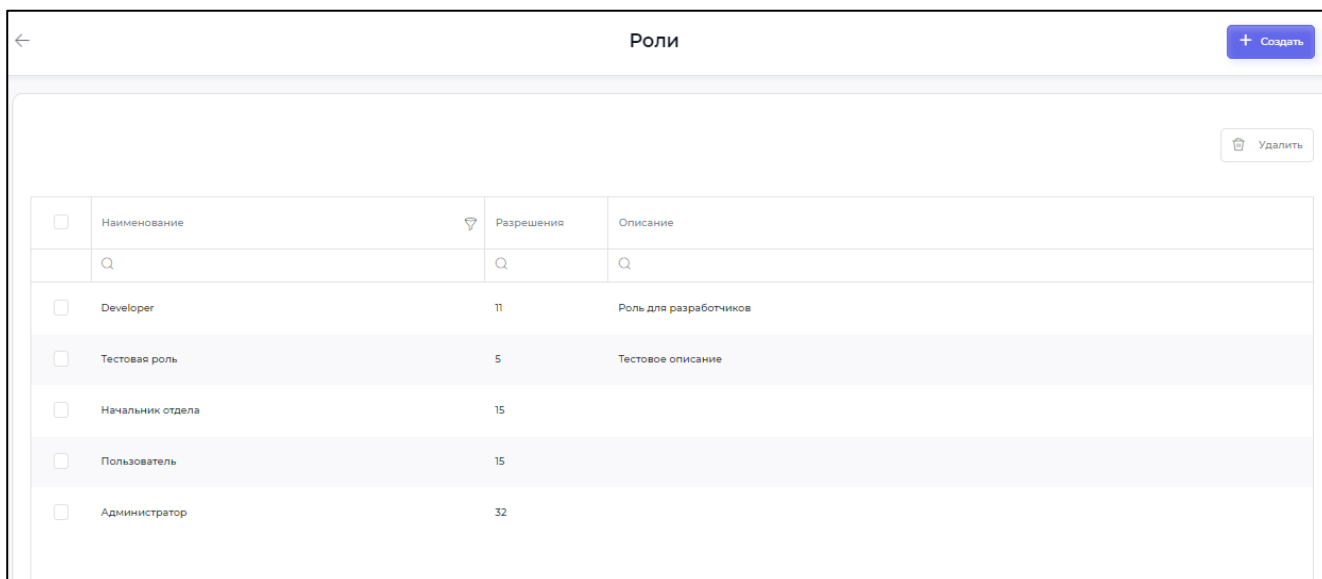 Роли
+ Создать
Удалить
Наименование Разрешения Описание
Developer 11 Роль для разработчиков
Тестовая роль 5 Тестовое описание
Начальник отдела 15
Пользователь 15
Администратор 32